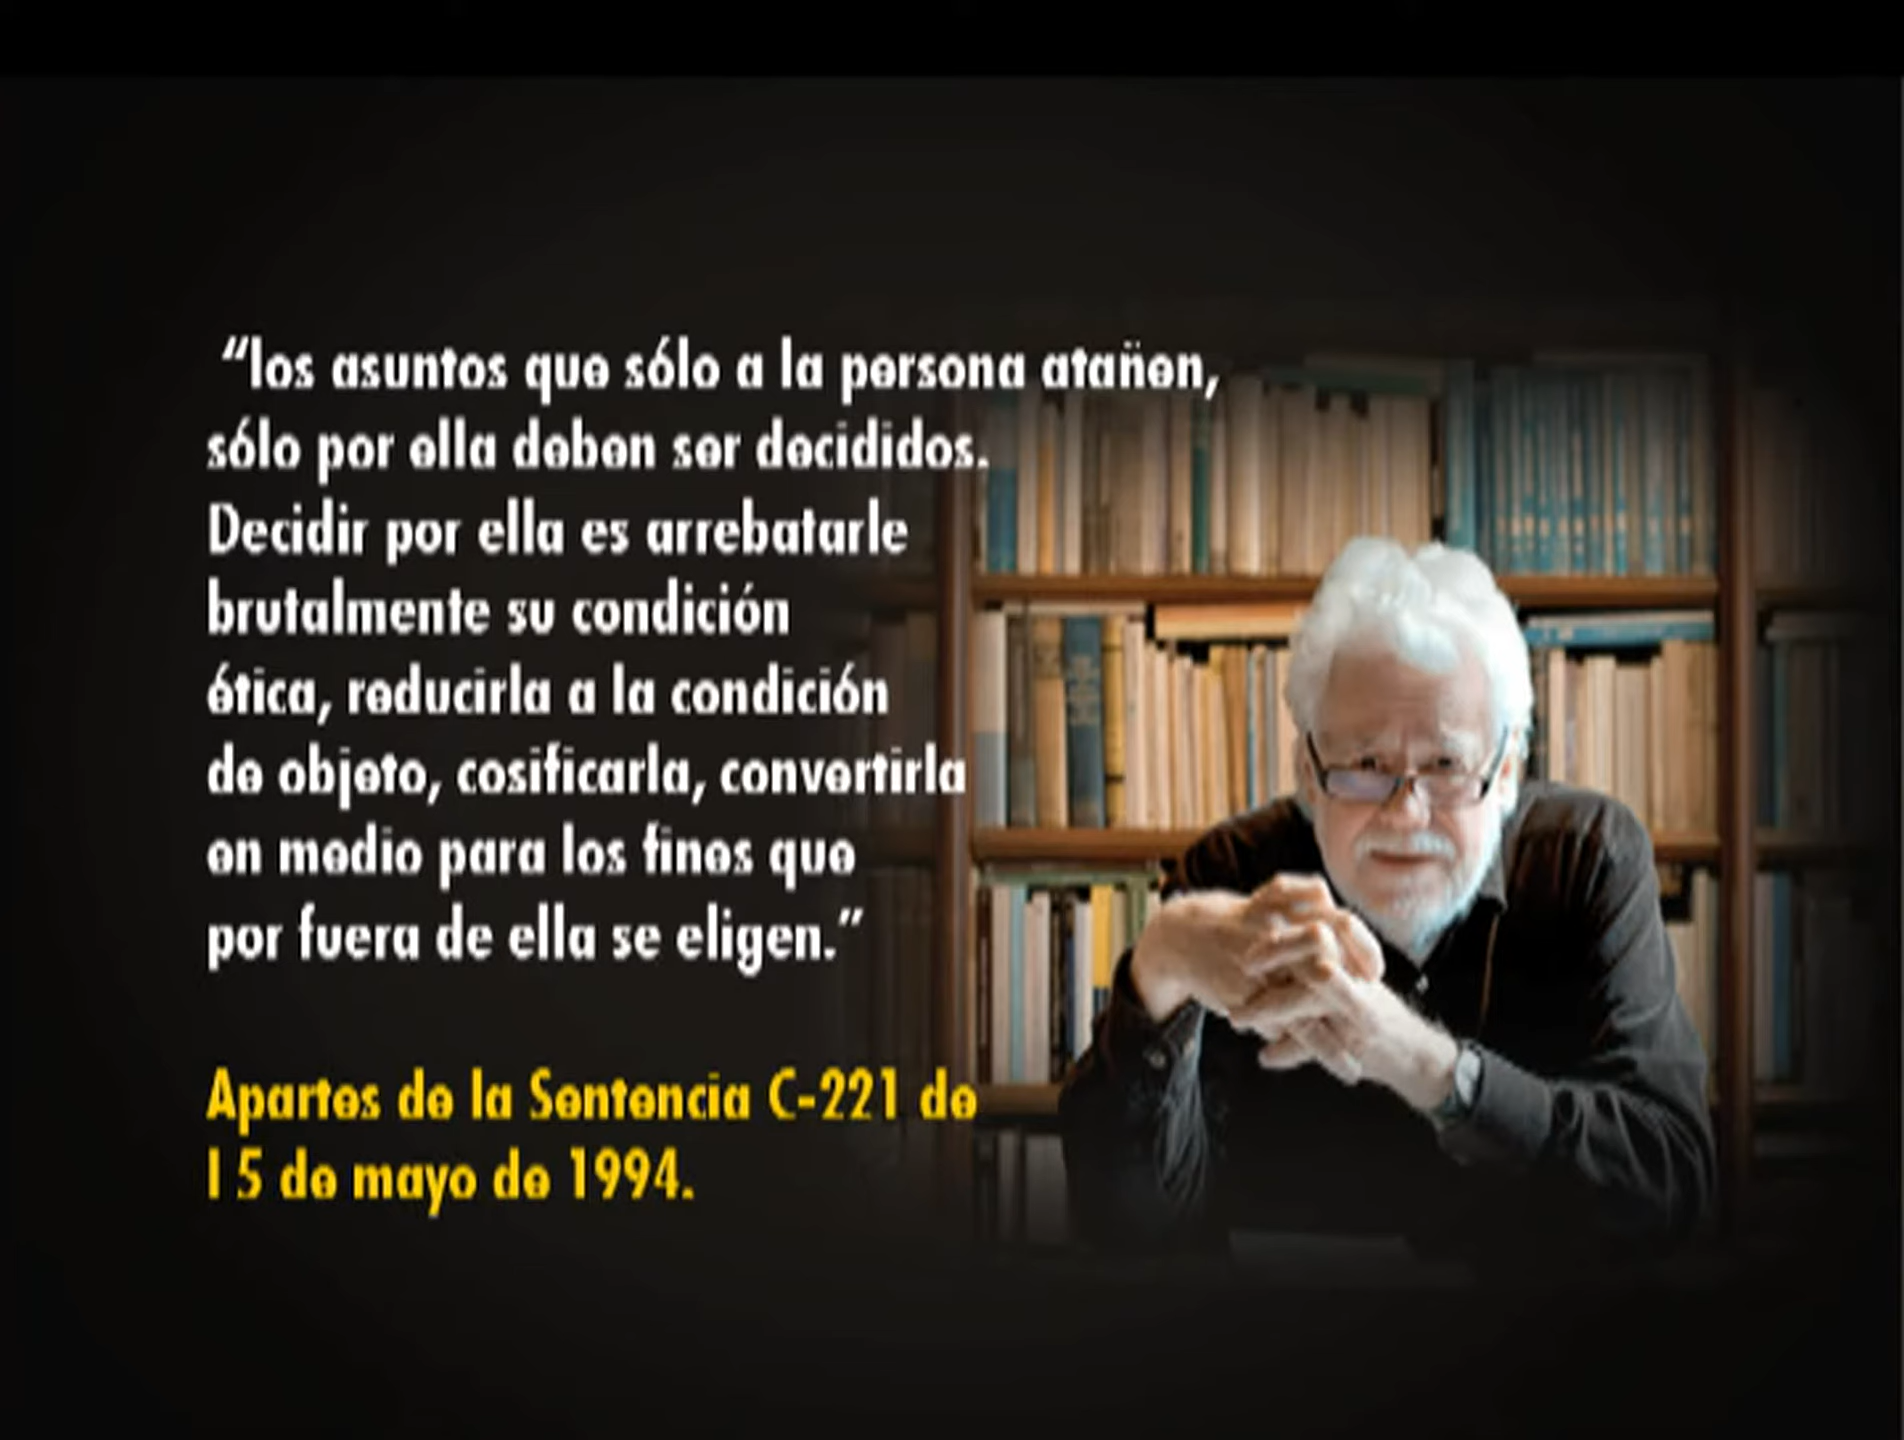 “los asuntos que sólo a la persona atañen,
sólo por ella deben ser decididos.
Decidir por ella es arrebatarle
brutalmente su condición
ética, reducirla a la condición
de objeto, cosificarla, convertirla
en medio para los fines que
por fuera de ella se eligen.”
Apartes de la Sentencia C-221 de
l 5 de mayo de 1994.